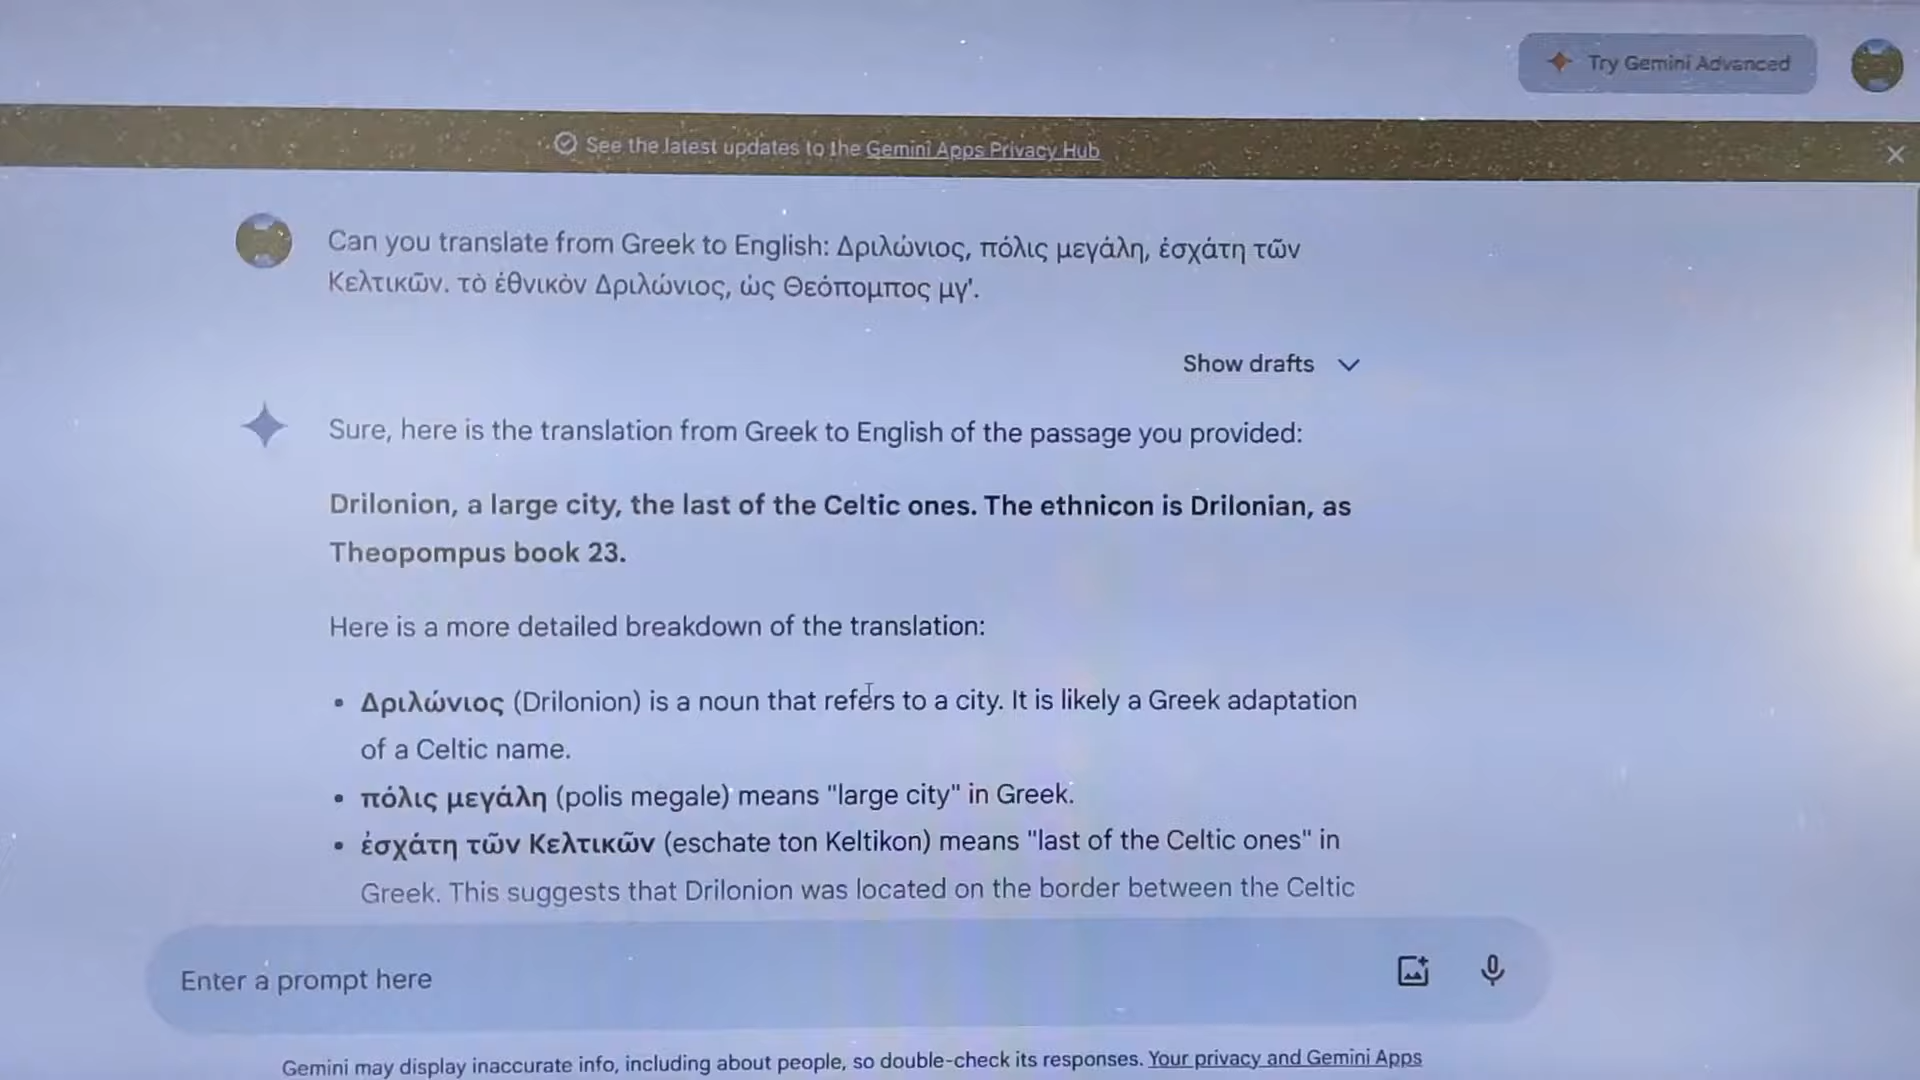 Try Gemini Advanced
See the latest updates to the Gemini Apps Privacy Hub
Can you translate from Greek to English: Δριλώνιος, πόλις μεγάλη, ἐσχάτη τῶν
Κελτικῶν. τὸ ἐθνικὸν Δριλώνιος, ὡς Θεόπομπος μγ'.
Show drafts
Sure, here is the translation from Greek to English of the passage you provided:
Drilonion, a large city, the last of the Celtic ones. The ethnicon is Drilonian, as
Theopompus book 23.
Here is a more detailed breakdown of the translation:
• Δριλώνιος (Drilonion) is a noun that refers to a city. It is likely a Greek adaptation
of a Celtic name.
• πόλις μεγάλη (polis megale) means "large city" in Greek.
• ἐσχάτη τῶν Κελτικῶν (eschate ton Keltikon) means "last of the Celtic ones" in
Greek. This suggests that Drilonion was located on the border between the Celtic
Enter a prompt here
Gemini may display inaccurate info, including about people, so double-check its responses. Your privacy and Gemini Apps